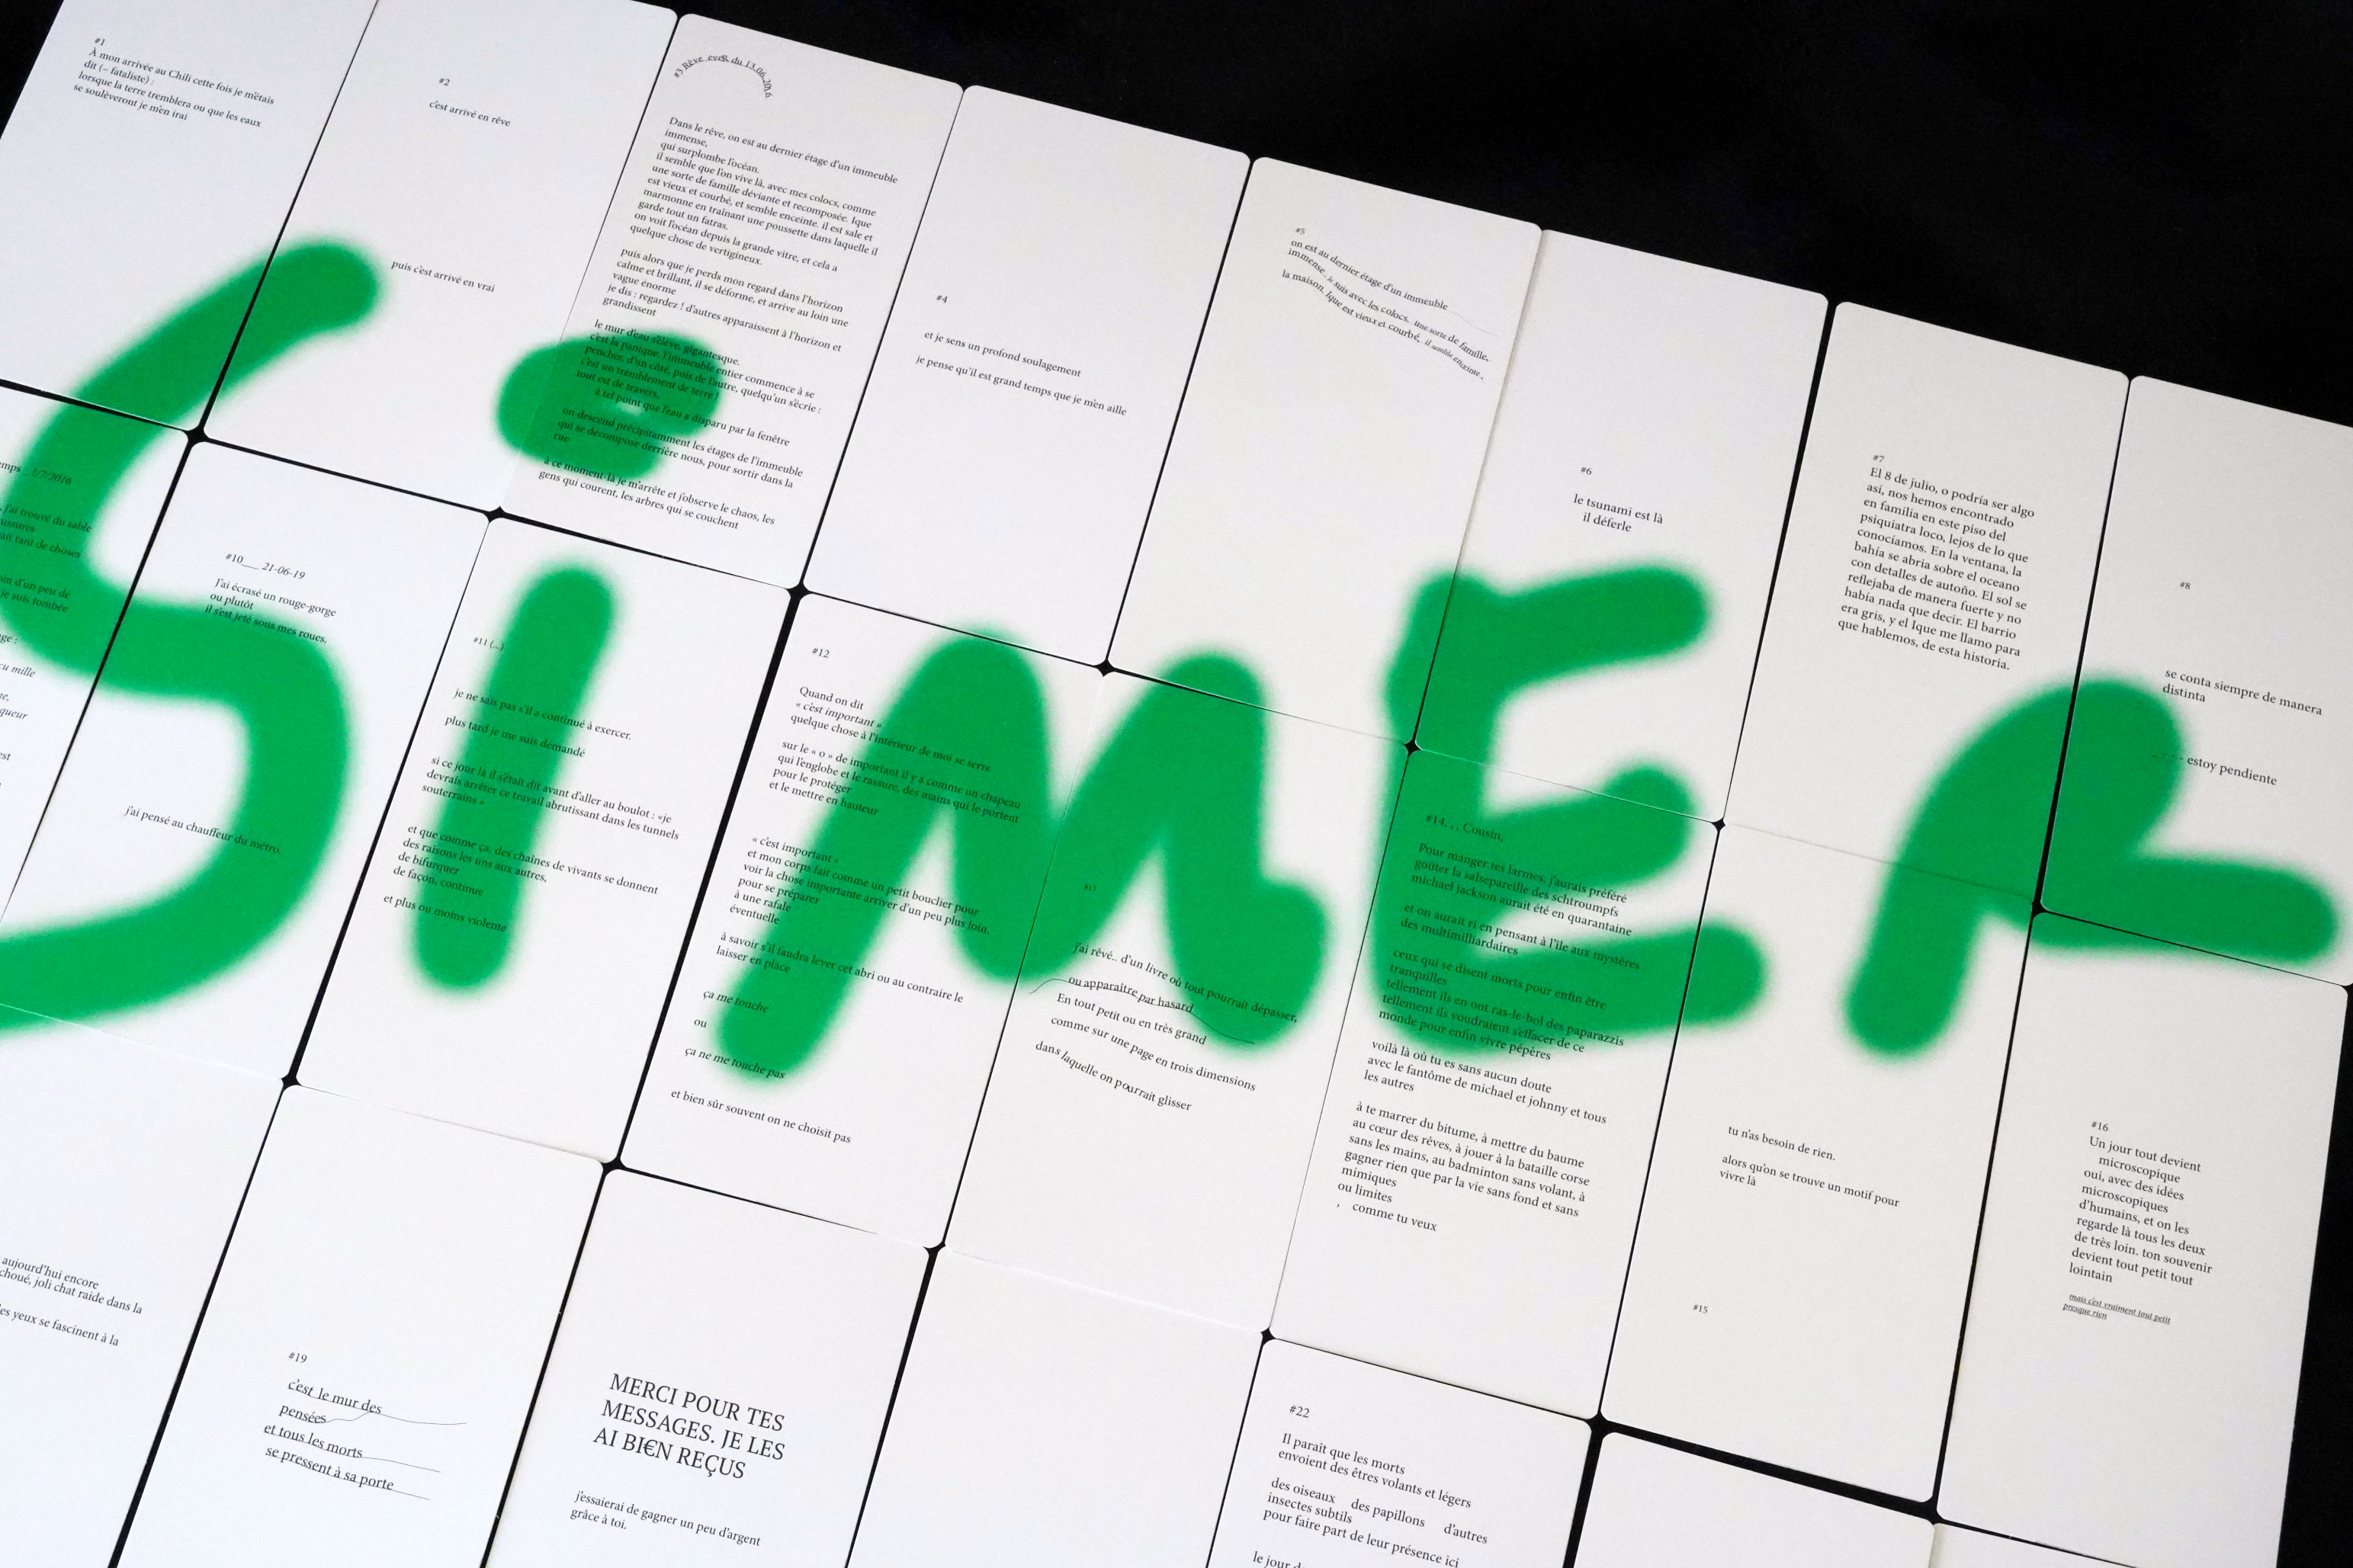 #1
À mon arrivée au Chili cette fois je m'étais
dit (– fataliste) :
lorsque la terre tremblera ou que les eaux
se soulèveront je m'en irai
#2
c'est arrivé en rêve
puis c'est arrivé en vrai
#3 Rêve du 13.06
Dans le rêve, on est au dernier étage d'un immeuble
immense,
qui surplombe l'océan.
il semble que l'on vive là, avec mes colocs, comme
une sorte de famille déviante et recomposée. Ique
est vieux et courbé, et semble enceinte. il est sale et
marmonne en traînant une poussette dans laquelle il
garde tout un fatras.
on voit l'océan depuis la grande vitre, et cela a
quelque chose de vertigineux.
puis alors que je perds mon regard dans l'horizon
calme et brillant, il se déforme, et arrive au loin une
vague énorme
je dis : regardez ! d'autres apparaissent à l'horizon et
grandissent
le mur d'eau s'élève, gigantesque.
c'est la panique. l'immeuble entier commence à se
pencher, d'un côté, puis de l'autre, quelqu'un s'écrie :
c'est un tremblement de terre !
tout est de travers,
à tel point que l'eau a disparu par la fenêtre
on descend précipitamment les étages de l'immeuble
qui se décompose derrière nous, pour sortir dans la
rue
à ce moment-là je m'arrête et j'observe le chaos, les
gens qui courent, les arbres qui se couchent
#4
et je sens un profond soulagement
je pense qu'il est grand temps que je m'en aille
#5
on est au dernier étage d'un immeuble
immense. je suis avec les colocs. une sorte de famille.
la maison. Ique est vieux et courbé, il semble enceinte.
#6
le tsunami est là
il déferle
#7
El 8 de julio, o podría ser algo
así, nos hemos encontrado
en familia en este piso del
psiquiatra loco, lejos de lo que
conocíamos. En la ventana, la
bahía se abria sobre el oceano
con detalles de autoño. El sol se
reflejaba de manera fuerte y no
había nada que decir. El barrio
era gris, y el Ique me llamo para
que hablemos, de esta historia.
#8
se conta siempre de manera
distinta
estoy pendiente
SIMER
1/7/2016
j'ai trouvé du sable
ait tant de choses
oin d'un peu de
je suis tombée
cu mille
#10___ 21-06-19
J'ai écrasé un rouge-gorge
ou plutôt
il s'est jeté sous mes roues.
j'ai pensé au chauffeur du métro.
#11 (...)
je ne sais pas s'il a continué à exercer.
plus tard je me suis demandé
si ce jour là il s'était dit avant d'aller au boulot : «je
devrais arrêter ce travail abrutissant dans les tunnels
souterrains »
et que comme ça, des chaînes de vivants se donnent
des raisons les uns aux autres,
de bifurquer
de façon, continue
et plus ou moins violente
#12
Quand on dit
« c'est important »
quelque chose à l'intérieur de moi se serre
sur le « o » de important il y a comme un chapeau
qui l'englobe et le rassure, des mains qui le portent
pour le protéger
et le mettre en hauteur
« c'est important »
et mon corps fait comme un petit bouclier pour
voir la chose importante arriver d'un peu plus loin.
pour se préparer
à une rafale
éventuelle
à savoir s'il faudra lever cet abri ou au contraire le
laisser en place
ça me touche
ou
ça ne me touche pas
et bien sûr souvent on ne choisit pas
#13
j'ai rêvé.. d'un livre où tout pourrait dépasser,
ou apparaître par hasard
En tout petit ou en très grand
comme sur une page en trois dimensions
dans laquelle on pourrait glisser
#14. . . Cousin,
Pour manger tes larmes, j'aurais préféré
goûter la salsepareille des schtroumpfs
michael jackson aurait été en quarantaine
et on aurait ri en pensant à l'île aux mystères
des multimilliardaires
ceux qui se disent morts pour enfin être
tranquilles
tellement ils en ont ras-le-bol des paparazzis
tellement ils voudraient s'effacer de ce
monde pour enfin vivre pépères
voilà là où tu es sans aucun doute
avec le fantôme de michael et johnny et tous
les autres
à te marrer du bitume, à mettre du baume
au cœur des rêves, à jouer à la bataille corse
sans les mains, au badminton sans volant, à
gagner rien que par la vie sans fond et sans
mimiques
ou limites
, comme tu veux
tu n'as besoin de rien.
alors qu'on se trouve un motif pour
vivre là
#15
#16
Un jour tout devient
microscopique
oui, avec des idées
microscopiques
d'humains, et on les
regarde là tous les deux
de très loin. ton souvenir
devient tout petit tout
lointain
mais c'est vraiment tout petit
presque rien
aujourd'hui encore
choué, joli chat raide dans la
les yeux se fascinent à la
#19
c'est le mur des
pensées
et tous les morts
se pressent à sa porte
MERCI POUR TES
MESSAGES. JE LES
AI BI€N REÇUS
j'essaierai de gagner un peu d'argent
grâce à toi.
#22
Il paraît que les morts
envoient des êtres volants et légers
des oiseaux des papillons d'autres
insectes subtils
pour faire part de leur présence ici
le jour